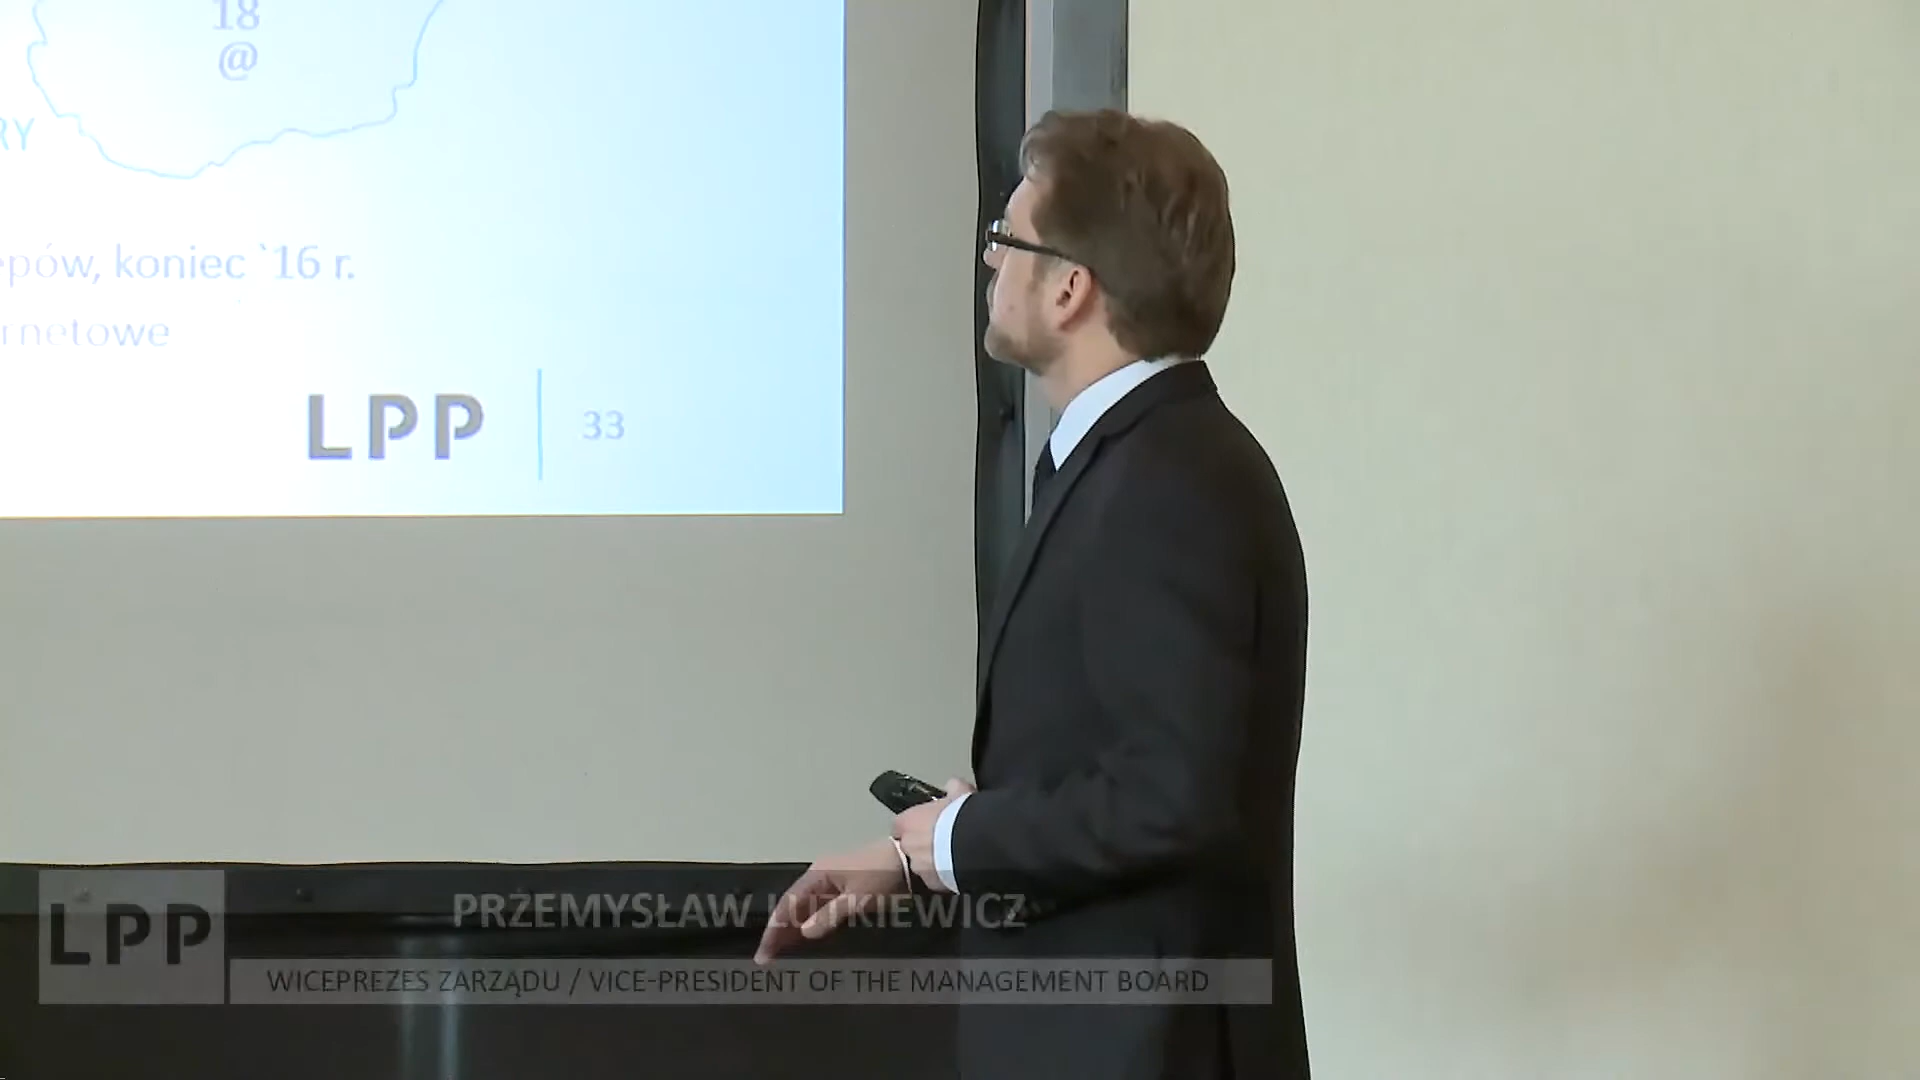 18
@
RY
epów, koniec `16 r.
rnetowe
LPP
33
LPP
PRZEMYSŁAW LUTKIEWICZ
WICEPREZES ZARZĄDU / VICE-PRESIDENT OF THE MANAGEMENT BOARD